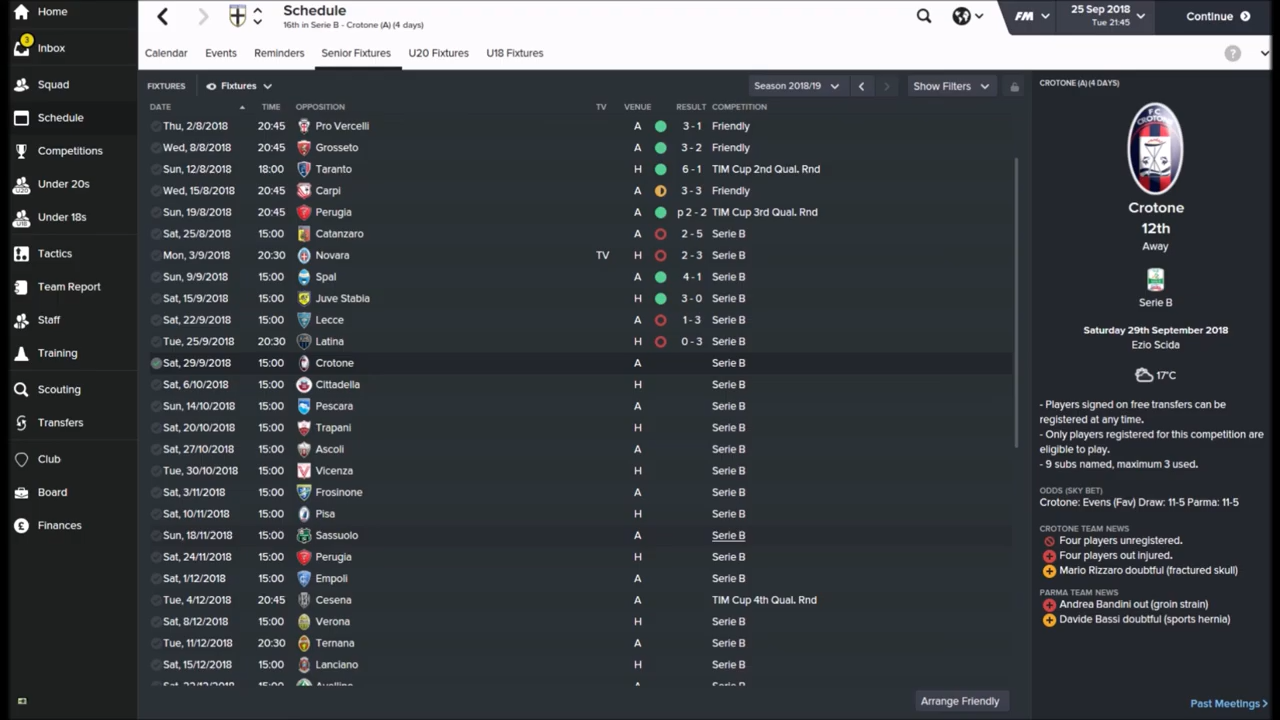 Home
3
Inbox
Squad
Schedule
Competitions
U20
Under 20s
U18
Under 18s
Tactics
Team Report
Staff
Training
Scouting
Transfers
Club
Board
Finances
Schedule
16th in Serie B - Crotone (A) (4 days)
FM
25 Sep 2018
Tue 21:45
Continue
Calendar Events Reminders Senior Fixtures U20 Fixtures U18 Fixtures
?
FIXTURES Fixtures Season 2018/19 Show Filters
DATE TIME OPPOSITION TV VENUE RESULT COMPETITION
Thu, 2/8/2018 20:45 Pro Vercelli A 3 - 1 Friendly
Wed, 8/8/2018 20:45 Grosseto A 3 - 2 Friendly
Sun, 12/8/2018 18:00 Taranto H 6 - 1 TIM Cup 2nd Qual. Rnd
Wed, 15/8/2018 20:45 Carpi A 3 - 3 Friendly
Sun, 19/8/2018 20:45 Perugia A p 2 - 2 TIM Cup 3rd Qual. Rnd
Sat, 25/8/2018 15:00 Catanzaro A 2 - 5 Serie B
Mon, 3/9/2018 20:30 Novara TV H 2 - 3 Serie B
Sun, 9/9/2018 15:00 Spal A 4 - 1 Serie B
Sat, 15/9/2018 15:00 Juve Stabia H 3 - 0 Serie B
Sat, 22/9/2018 15:00 Lecce A 1 - 3 Serie B
Tue, 25/9/2018 20:30 Latina H 0 - 3 Serie B
Sat, 29/9/2018 15:00 Crotone A Serie B
Sat, 6/10/2018 15:00 Cittadella H Serie B
Sun, 14/10/2018 15:00 Pescara A Serie B
Sat, 20/10/2018 15:00 Trapani H Serie B
Sat, 27/10/2018 15:00 Ascoli A Serie B
Tue, 30/10/2018 15:00 Vicenza H Serie B
Sat, 3/11/2018 15:00 Frosinone A Serie B
Sat, 10/11/2018 15:00 Pisa H Serie B
Sun, 18/11/2018 15:00 Sassuolo A Serie B
Sat, 24/11/2018 15:00 Perugia H Serie B
Sat, 1/12/2018 15:00 Empoli A Serie B
Tue, 4/12/2018 20:45 Cesena A TIM Cup 4th Qual. Rnd
Sat, 8/12/2018 15:00 Verona H Serie B
Tue, 11/12/2018 20:30 Ternana A Serie B
Sat, 15/12/2018 15:00 Lanciano H Serie B
Sat, 22/12/2018 15:00 Avellino A Serie B
Arrange Friendly
CROTONE (A) (4 DAYS)
F.C.
CROTONE
Crotone
12th
Away
Serie B
Saturday 29th September 2018
Ezio Scida
17°C
- Players signed on free transfers can be
registered at any time.
- Only players registered for this competition are
eligible to play.
- 9 subs named, maximum 3 used.
ODDS (SKY BET)
Crotone: Evens (Fav) Draw: 11-5 Parma: 11-5
CROTONE TEAM NEWS
Four players unregistered.
Four players out injured.
Mario Rizzaro doubtful (fractured skull)
PARMA TEAM NEWS
Andrea Bandini out (groin strain)
Davide Bassi doubtful (sports hernia)
Past Meetings >